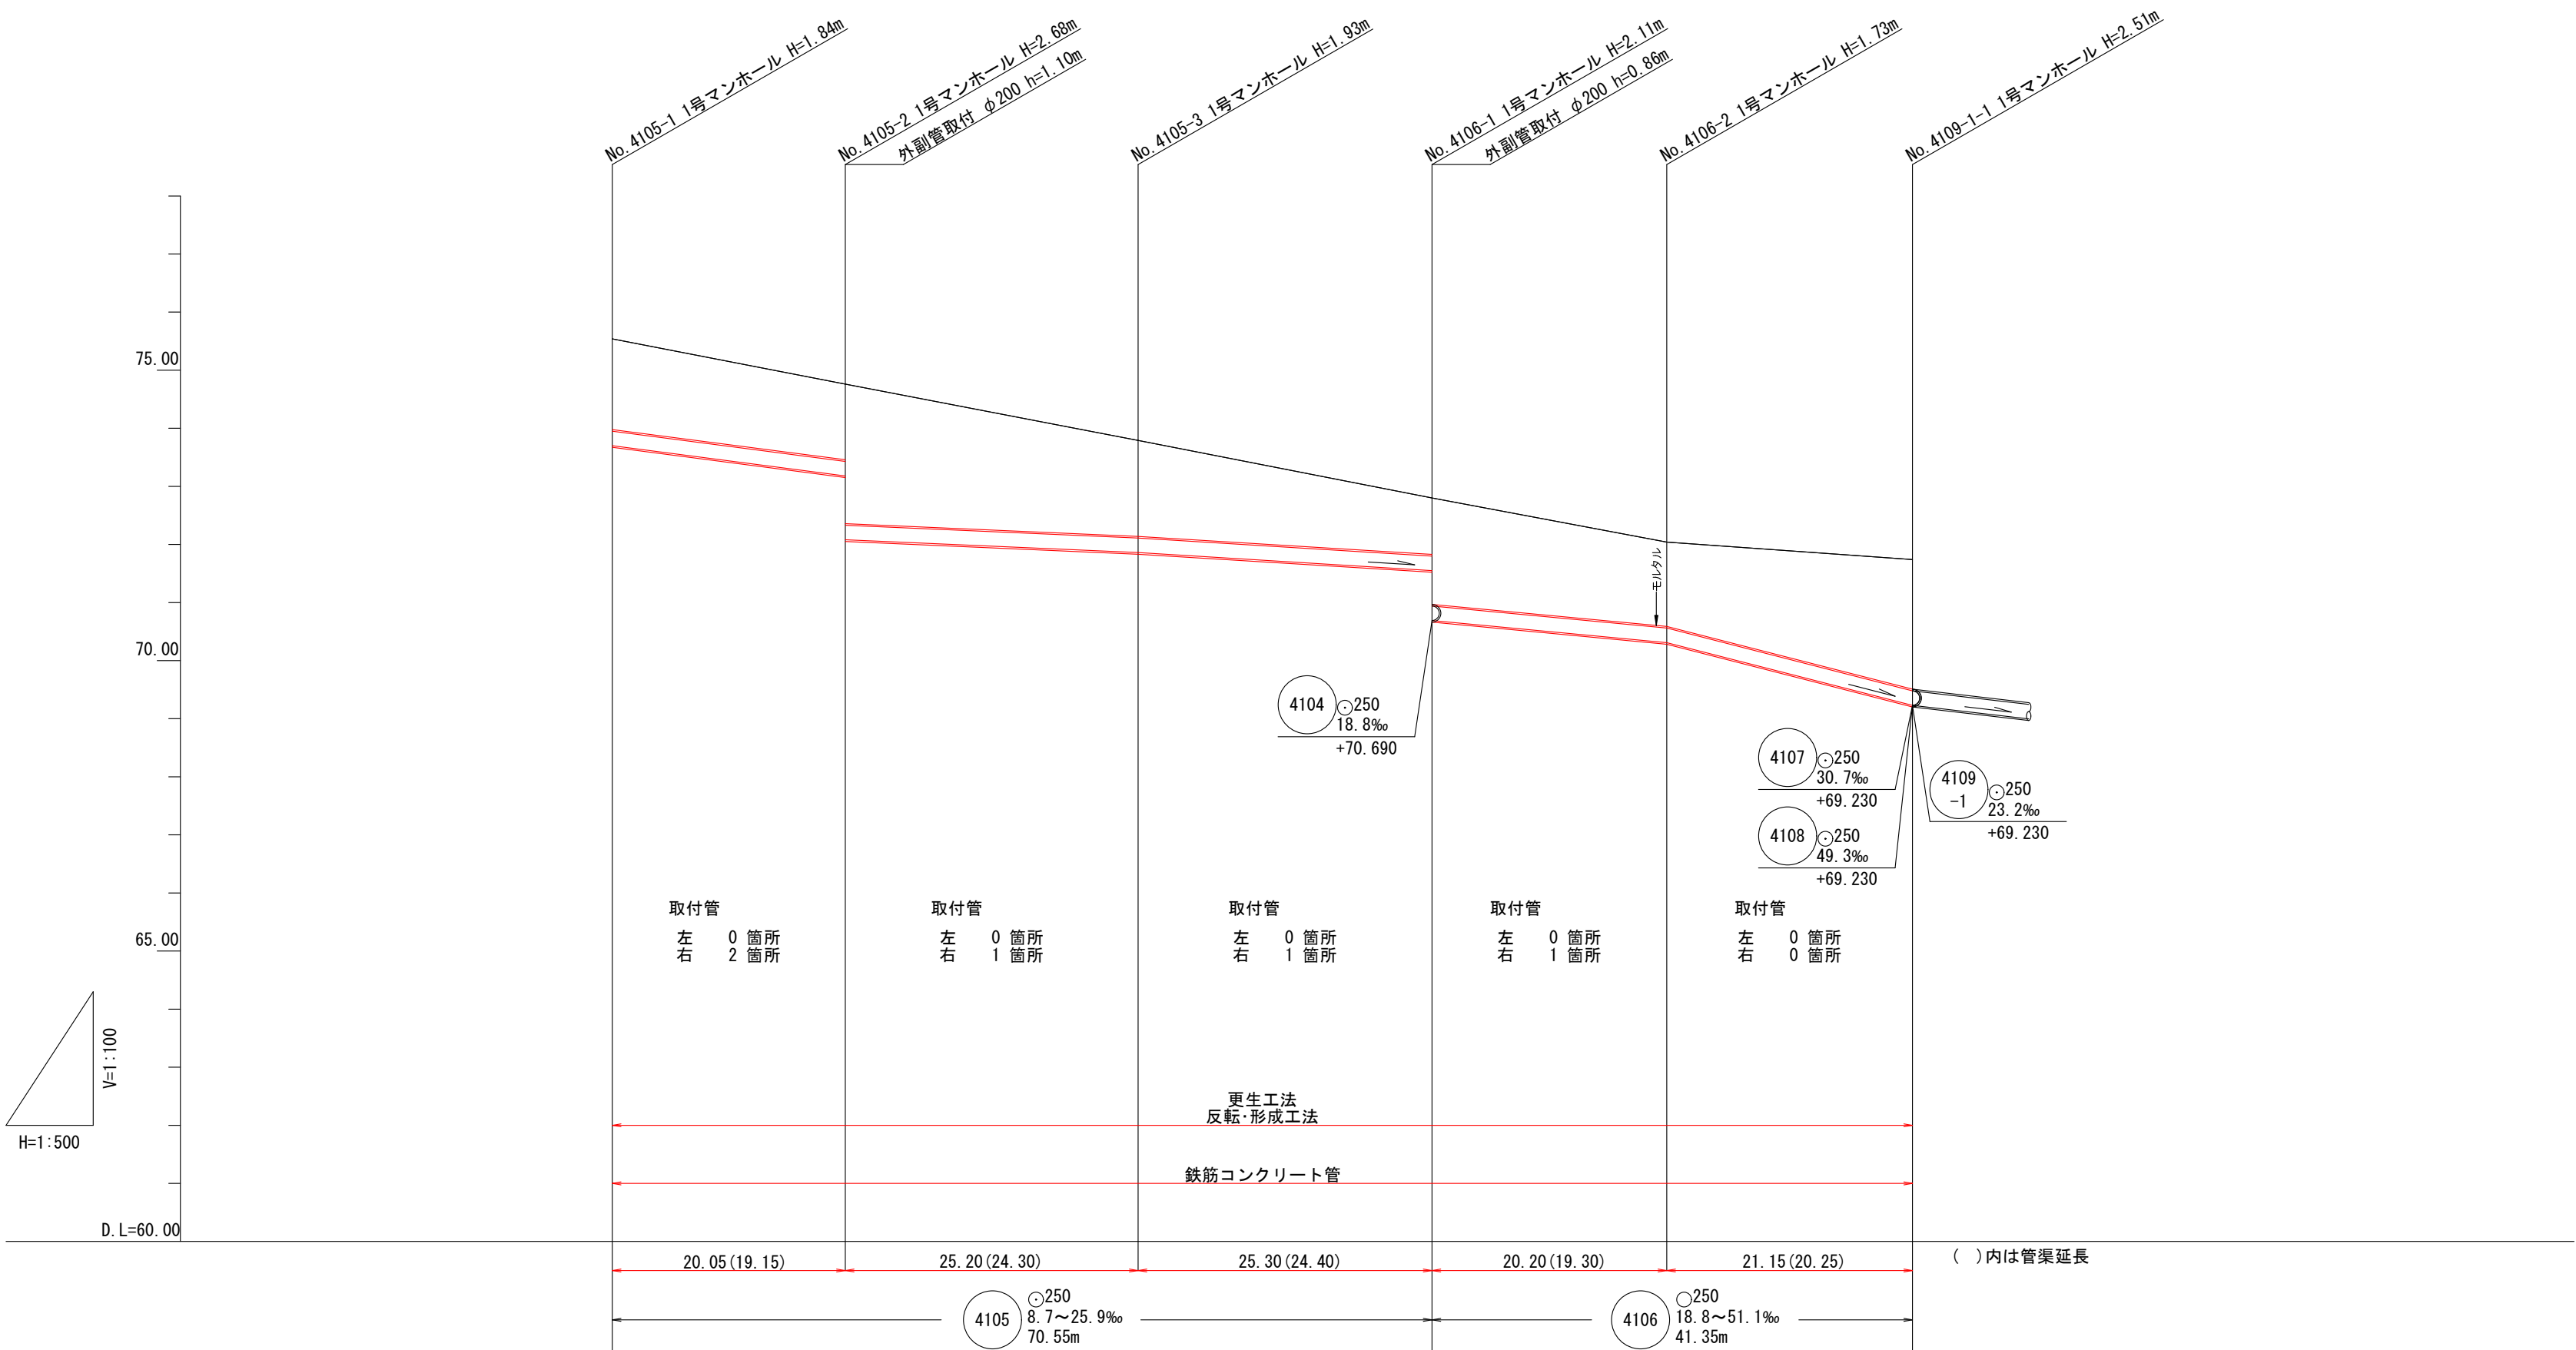 No.4105-1 1号マンホール H=1.84m
No.4105-2 1号マンホール H=2.68m
外副管取付 φ200 h=1.10m
No.4105-3 1号マンホール H=1.93m
No.4106-1 1号マンホール H=2.11m
外副管取付 φ200 h=0.86m
No.4106-2 1号マンホール H=1.73m
No.4109-1-1 1号マンホール H=2.51m
75.00
70.00
65.00
D.L=60.00
V=1:100
H=1:500
モルタル
4104 250
18.8‰
+70.690
4107 250
30.7‰
+69.230
4108 250
49.3‰
+69.230
4109
-1
250
23.2‰
+69.230
取付管
左 0 箇所
右 2 箇所
取付管
左 0 箇所
右 1 箇所
取付管
左 0 箇所
右 1 箇所
取付管
左 0 箇所
右 1 箇所
取付管
左 0 箇所
右 0 箇所
更生工法
反転・形成工法
鉄筋コンクリート管
20.05(19.15)
25.20(24.30)
25.30(24.40)
20.20(19.30)
21.15(20.25)
( )内は管渠延長
4105
250
8.7～25.9‰
70.55m
4106
250
18.8～51.1‰
41.35m